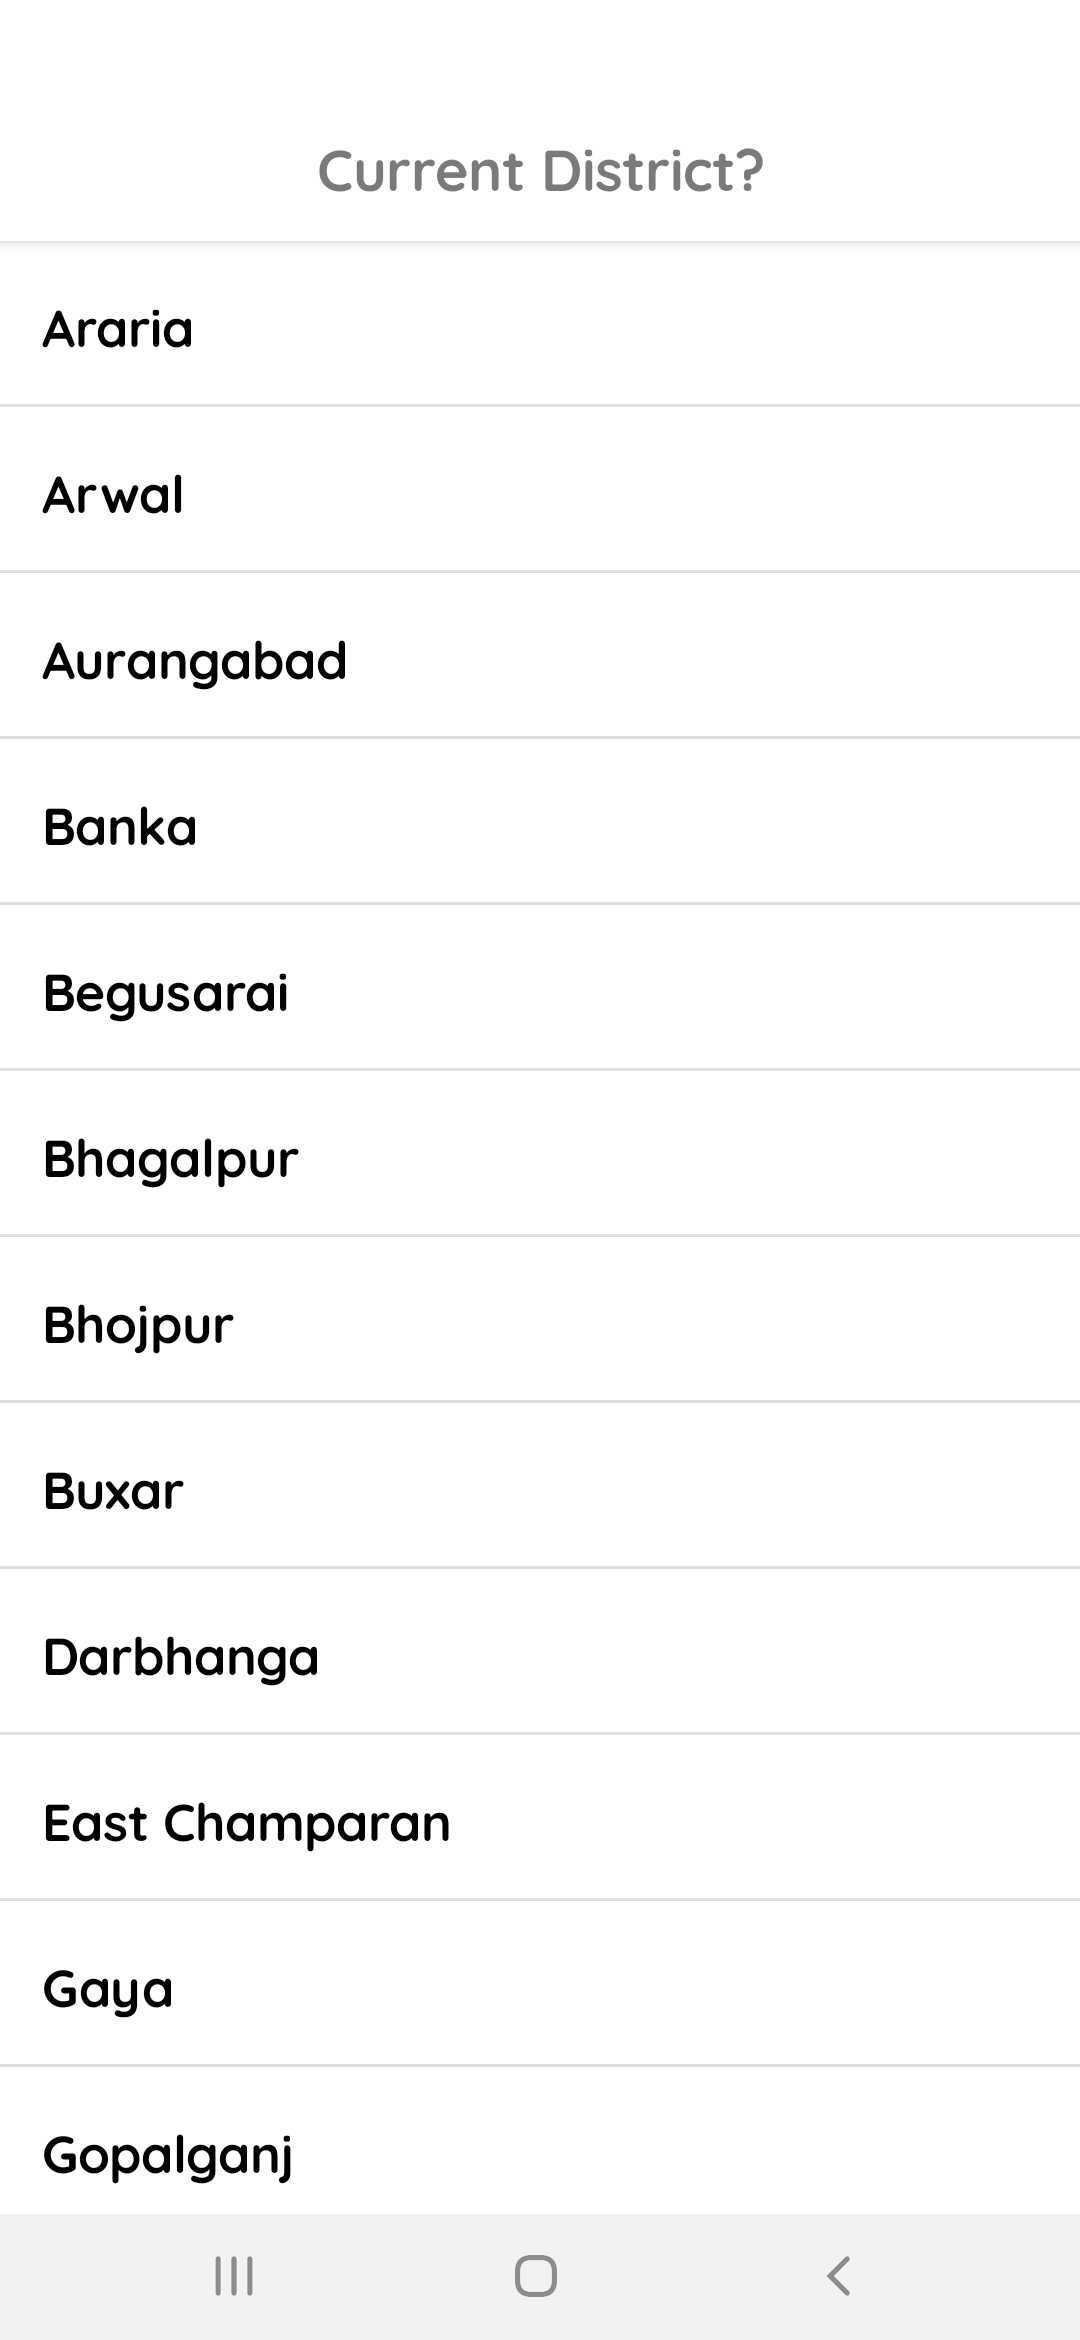 Current District?
Araria
Arwal
Aurangabad
Banka
Begusarai
Bhagalpur
Bhojpur
Buxar
Darbhanga
East Champaran
Gaya
Gopalganj